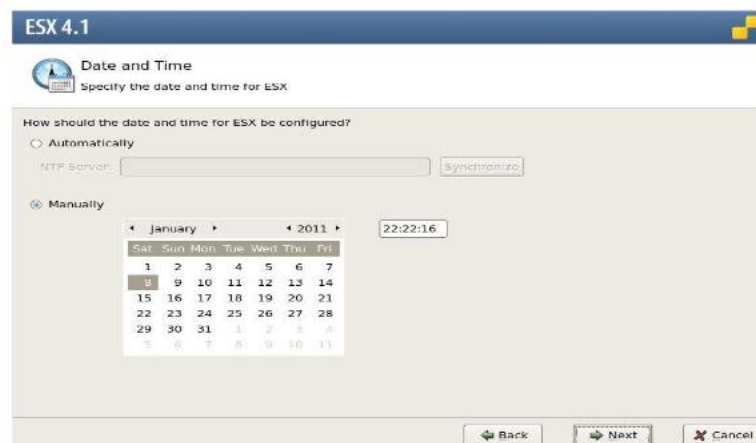 ESX 4.1
Date and Time
Specify the date and time for ESX
How should the date and time for ESX be configured?
Automatically
NTP Server: Synchronize
Manually
January 2011 22:22:16
Sat Sun Mon Tue Wed Thu Fri
1 2 3 4 5 6 7
8 9 10 11 12 13 14
15 16 17 18 19 20 21
22 23 24 25 26 27 28
29 30 31 1 2 3 4
5 6 7 8 9 10 11
Back Next Cancel